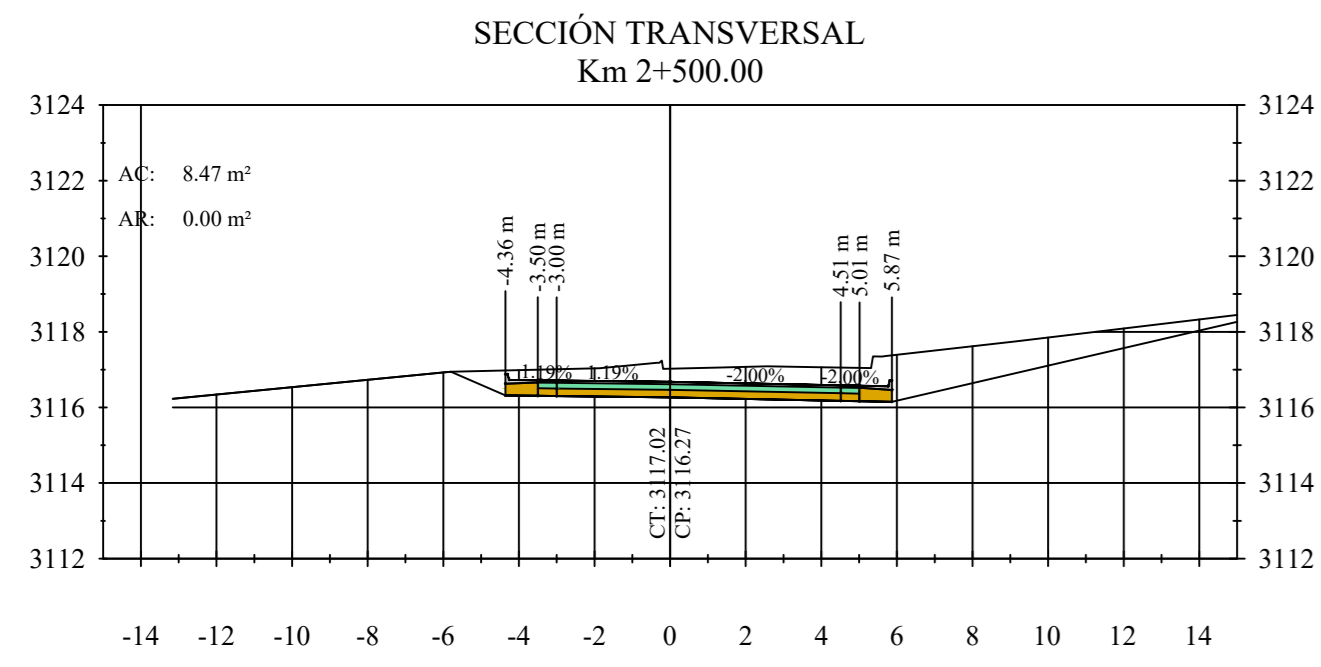 SECCIÓN TRANSVERSAL
Km 2+500.00
3124 3124
AC: 8.47 m²
3122 3122
AR: 0.00 m²
-4.36 m -3.50 m -3.00 m 4.51 m 5.01 m 5.87 m
3120 3120
3118 3118
1.19% 1.19% -2.00% -2.00%
3116 3116
CT: 3117.02
CP: 3116.27
3114 3114
3112 3112
-14 -12 -10 -8 -6 -4 -2 0 2 4 6 8 10 12 14